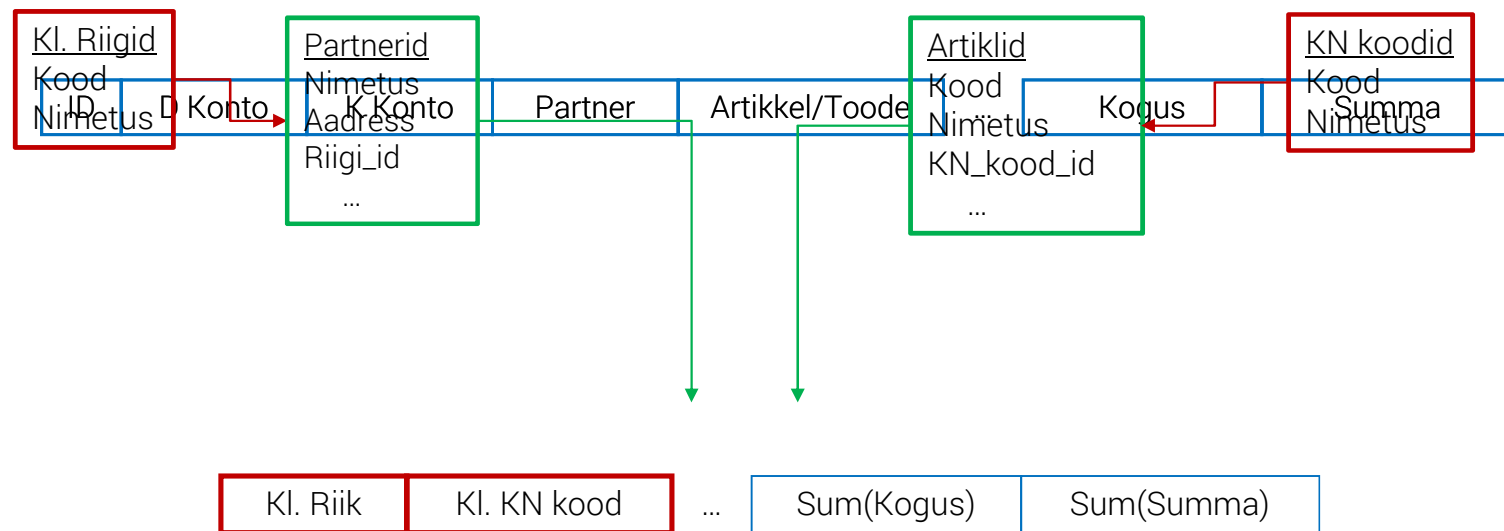 Kl. Riigid
Kood
Nimetus
Partnerid
Nimetus
Aadress
Riigi_id
...
Artiklid
Kood
Nimetus
KN_kood_id
...
KN koodid
Kood
Nimetus
ID
D Konto
K Konto
Partner
Artikkel/Toode
...
Kogus
Summa
Kl. Riik
Kl. KN kood
...
Sum(Kogus)
Sum(Summa)